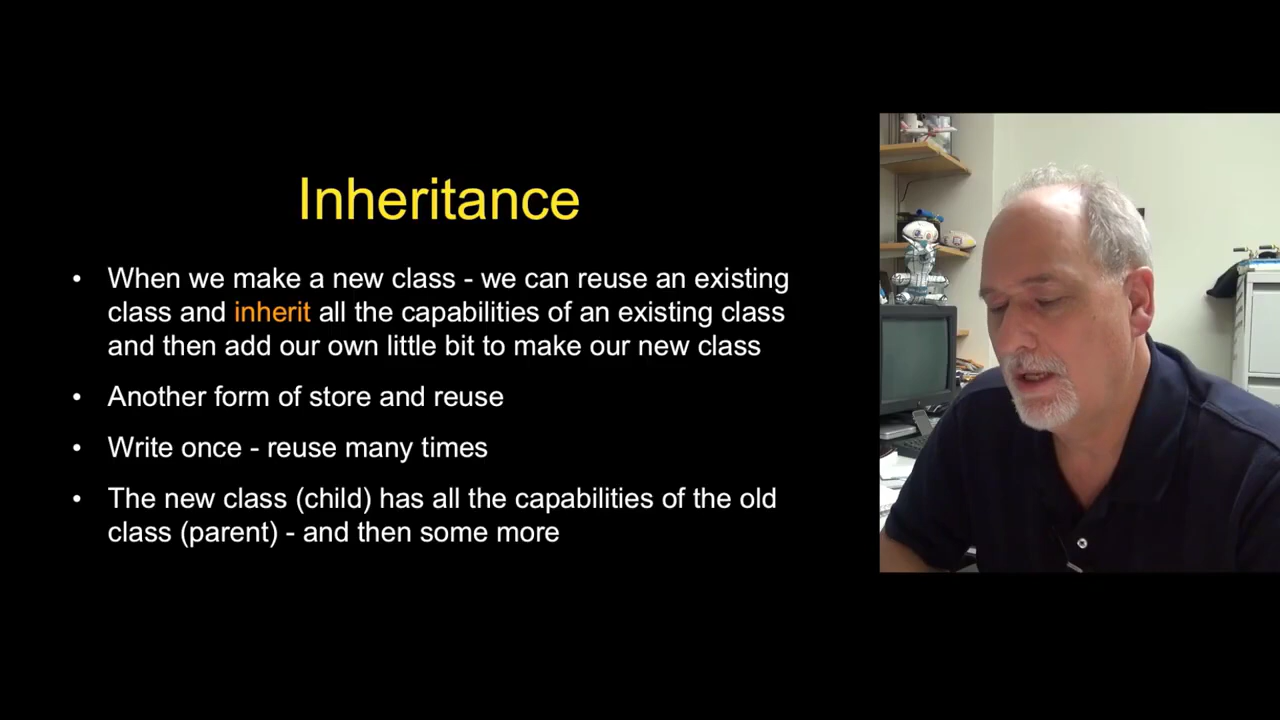 Inheritance
• When we make a new class - we can reuse an existing
class and inherit all the capabilities of an existing class
and then add our own little bit to make our new class
• Another form of store and reuse
• Write once - reuse many times
• The new class (child) has all the capabilities of the old
class (parent) - and then some more